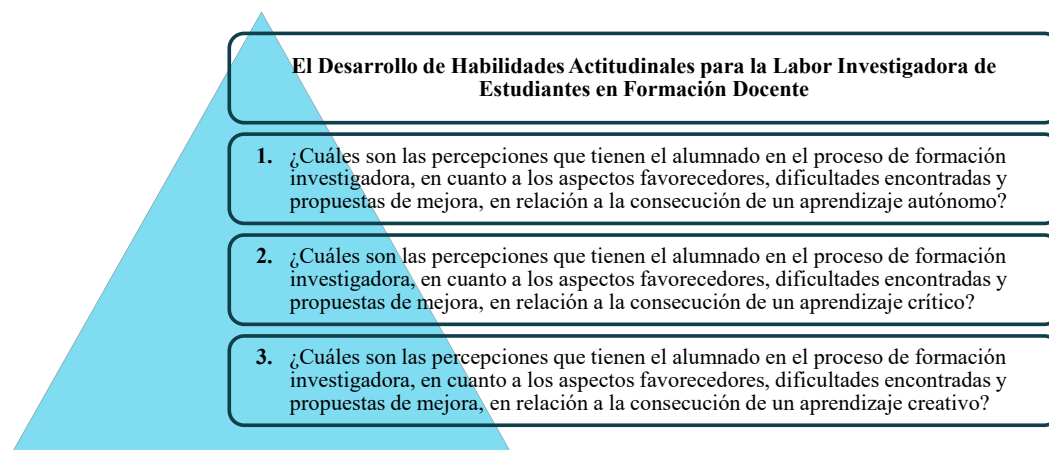 El Desarrollo de Habilidades Actitudinales para la Labor Investigadora de
Estudiantes en Formación Docente
1. ¿Cuáles son las percepciones que tienen el alumnado en el proceso de formación
investigadora, en cuanto a los aspectos favorecedores, dificultades encontradas y
propuestas de mejora, en relación a la consecución de un aprendizaje autónomo?
2. ¿Cuáles son las percepciones que tienen el alumnado en el proceso de formación
investigadora, en cuanto a los aspectos favorecedores, dificultades encontradas y
propuestas de mejora, en relación a la consecución de un aprendizaje crítico?
3. ¿Cuáles son las percepciones que tienen el alumnado en el proceso de formación
investigadora, en cuanto a los aspectos favorecedores, dificultades encontradas y
propuestas de mejora, en relación a la consecución de un aprendizaje creativo?